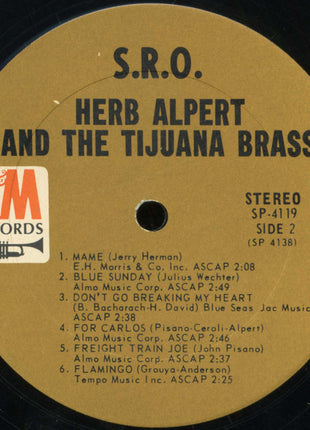 S.R.O.
HERB ALPERT
AND THE TIJUANA BRASS
M
CORDS
STEREO
SP-4119
SIDE 2
(SP 4138)
1. MAME (Jerry Herman)
E.H. Morris & Co. Inc. ASCAP 2:08
2. BLUE SUNDAY (Julius Wechter)
Almo Music Corp. ASCAP 2:49
3. DON'T GO BREAKING MY HEART
(B. Bacharach-H. David) Blue Seas Jac Music
ASCAP 2:38
4. FOR CARLOS (Pisano-Ceroli-Alpert)
Almo Music Corp. ASCAP 2:46
5. FREIGHT TRAIN JOE (John Pisano)
Almo Music Corp. ASCAP 2:37
6. FLAMINGO (Grouya-Anderson)
Tempo Music Inc. ASCAP 2:25